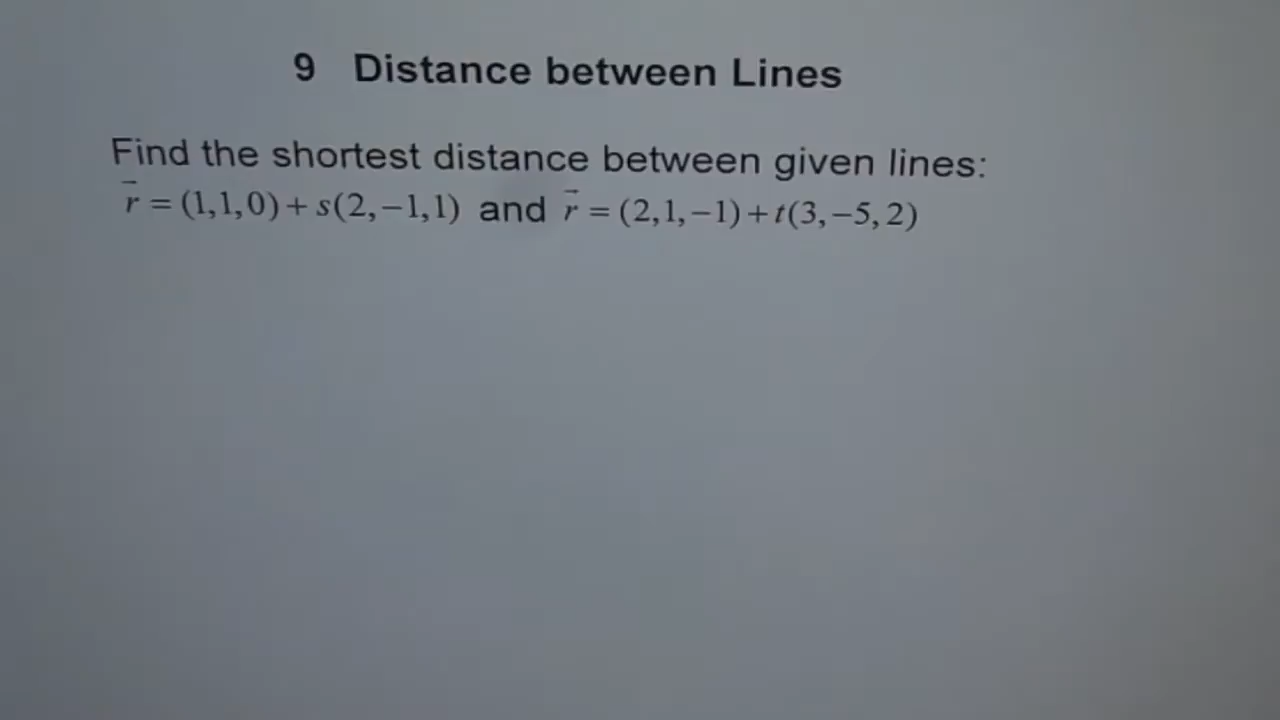 9 Distance between Lines
Find the shortest distance between given lines:
r⃗ = (1,1,0) + s(2,−1,1) and r⃗ = (2,1,−1) + t(3,−5,2)